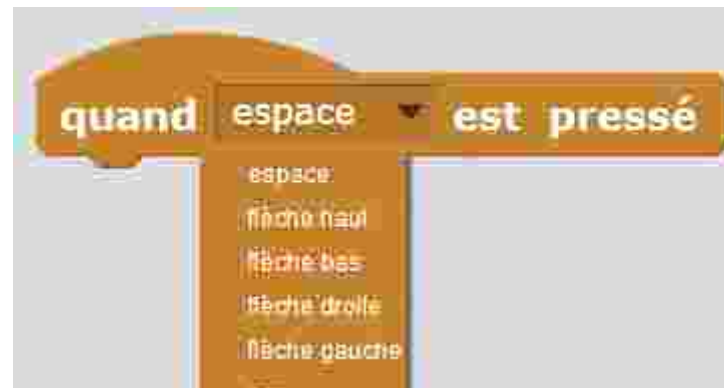 quand espace est pressé
espace
flèche haut
flèche bas
flèche droite
flèche gauche